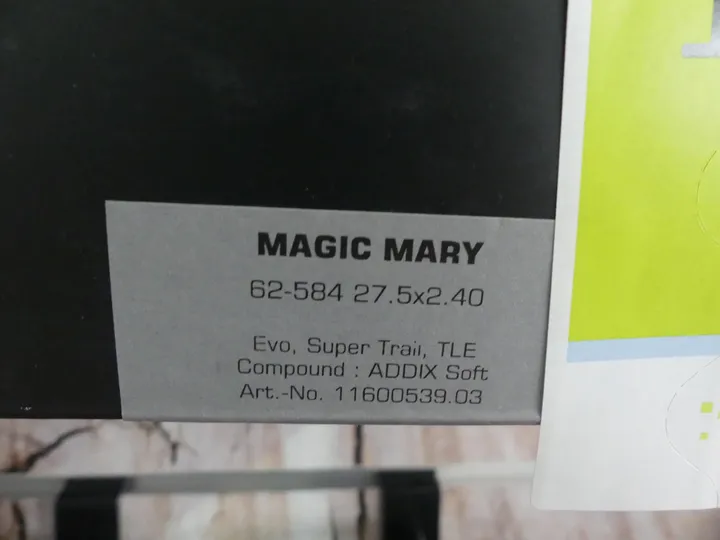 MAGIC MARY
62-584 27.5x2.40
Evo, Super Trail, TLE
Compound : ADDIX Soft
Art.-No. 11600539.03